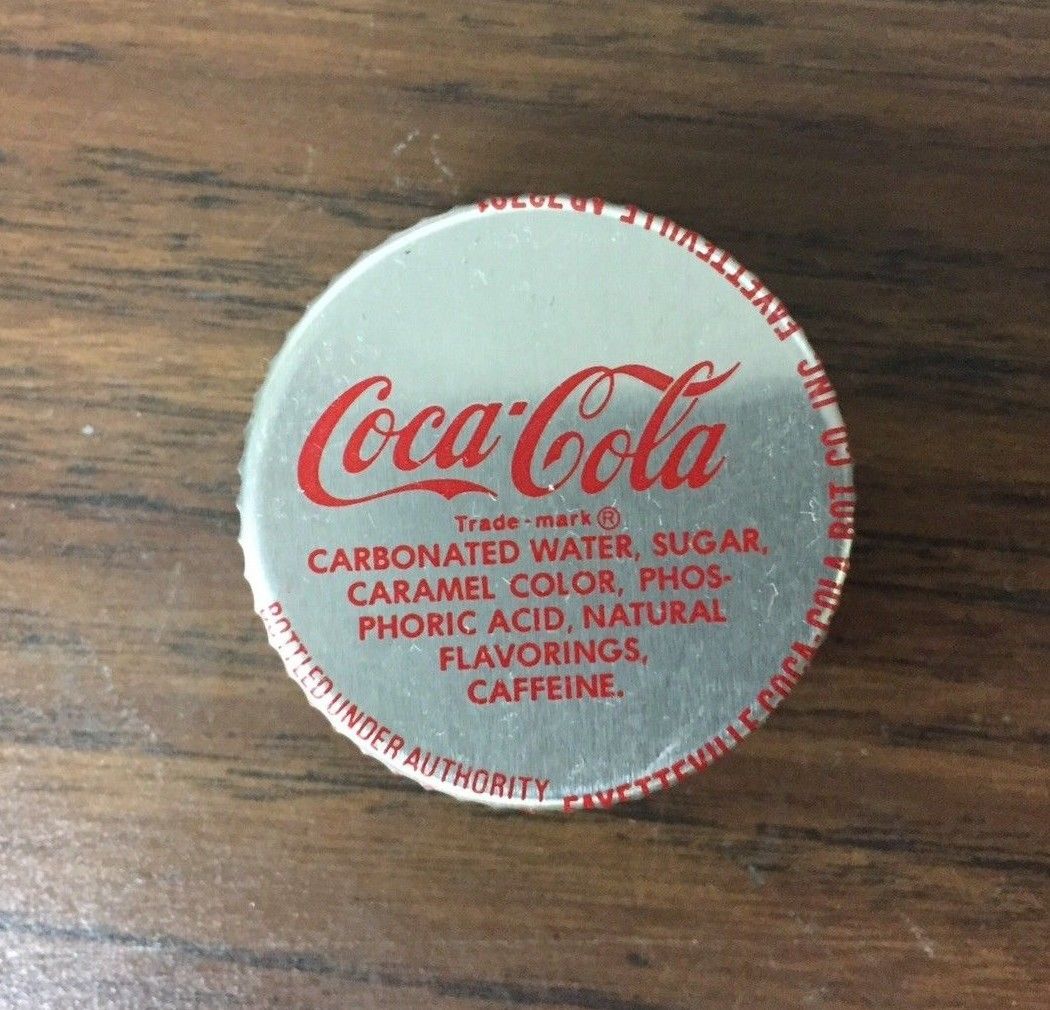 Coca-Cola
Trade-mark®
CARBONATED WATER, SUGAR,
CARAMEL COLOR, PHOS-
PHORIC ACID, NATURAL
FLAVORINGS,
CAFFEINE.
BOTTLED UNDER AUTHORITY
FAYETTEVILLE COCA-COLA BOT CO INC FAYETTEVILLE AR